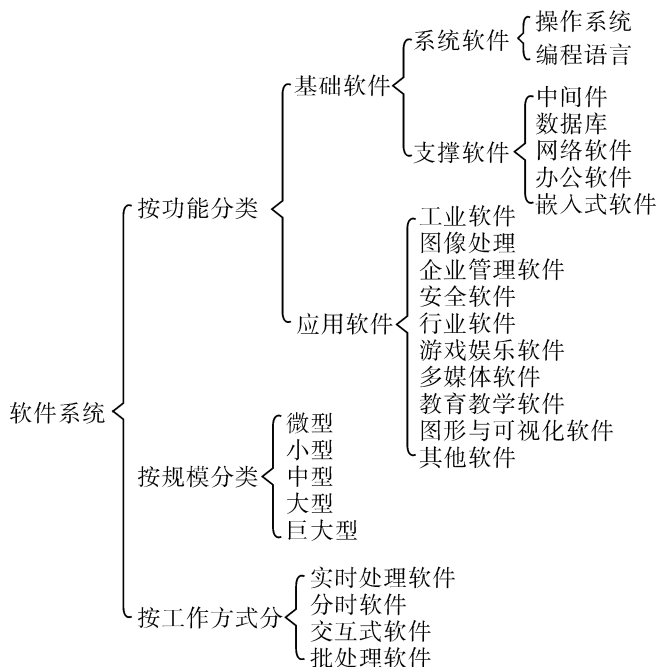 软件系统
按功能分类
基础软件
系统软件
操作系统
编程语言
支撑软件
中间件
数据库
网络软件
办公软件
嵌入式软件
应用软件
工业软件
图像处理
企业管理软件
安全软件
行业软件
游戏娱乐软件
多媒体软件
教育教学软件
图形与可视化软件
其他软件
按规模分类
微型
小型
中型
大型
巨大型
按工作方式分
实时处理软件
分时软件
交互式软件
批处理软件